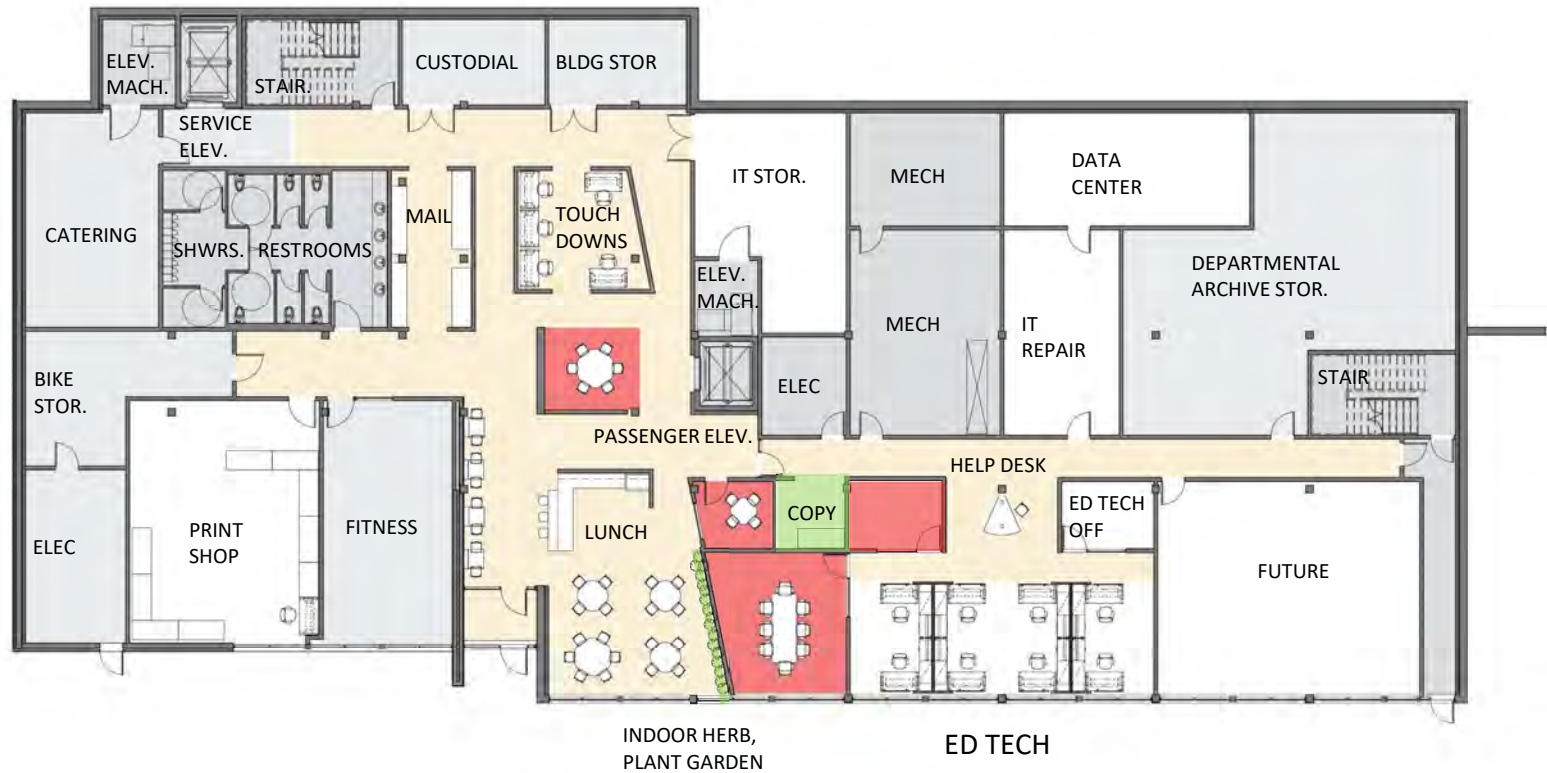 ELEV.
MACH.
STAIR.
CUSTODIAL
BLDG STOR
SERVICE
ELEV.
IT STOR.
MECH
DATA
CENTER
CATERING
SHWRS.
RESTROOMS
MAIL
TOUCH
DOWNS
ELEV.
MACH.
DEPARTMENTAL
ARCHIVE STOR.
MECH
IT
REPAIR
BIKE
STOR.
ELEC
STAIR
PASSENGER ELEV.
HELP DESK
ELEC
PRINT
SHOP
FITNESS
LUNCH
COPY
ED TECH
OFF
FUTURE
INDOOR HERB,
PLANT GARDEN
ED TECH